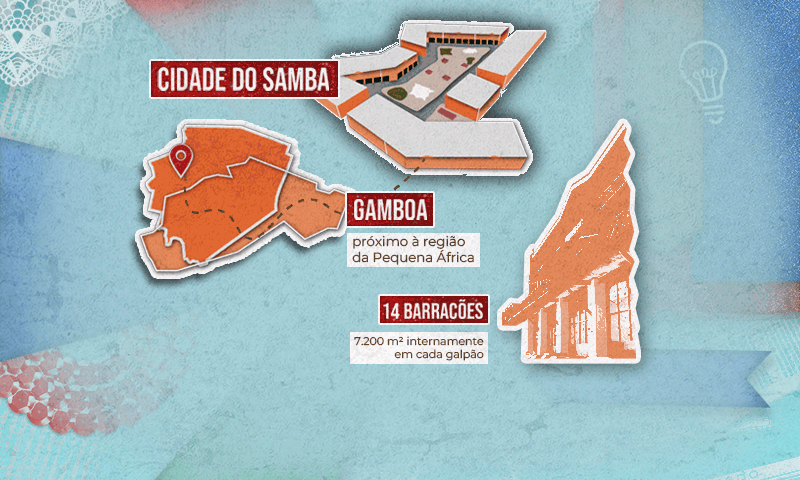 CIDADE DO SAMBA
GAMBOA
próximo à região
da Pequena África
14 BARRACÕES
7.200 m² internamente
em cada galpão